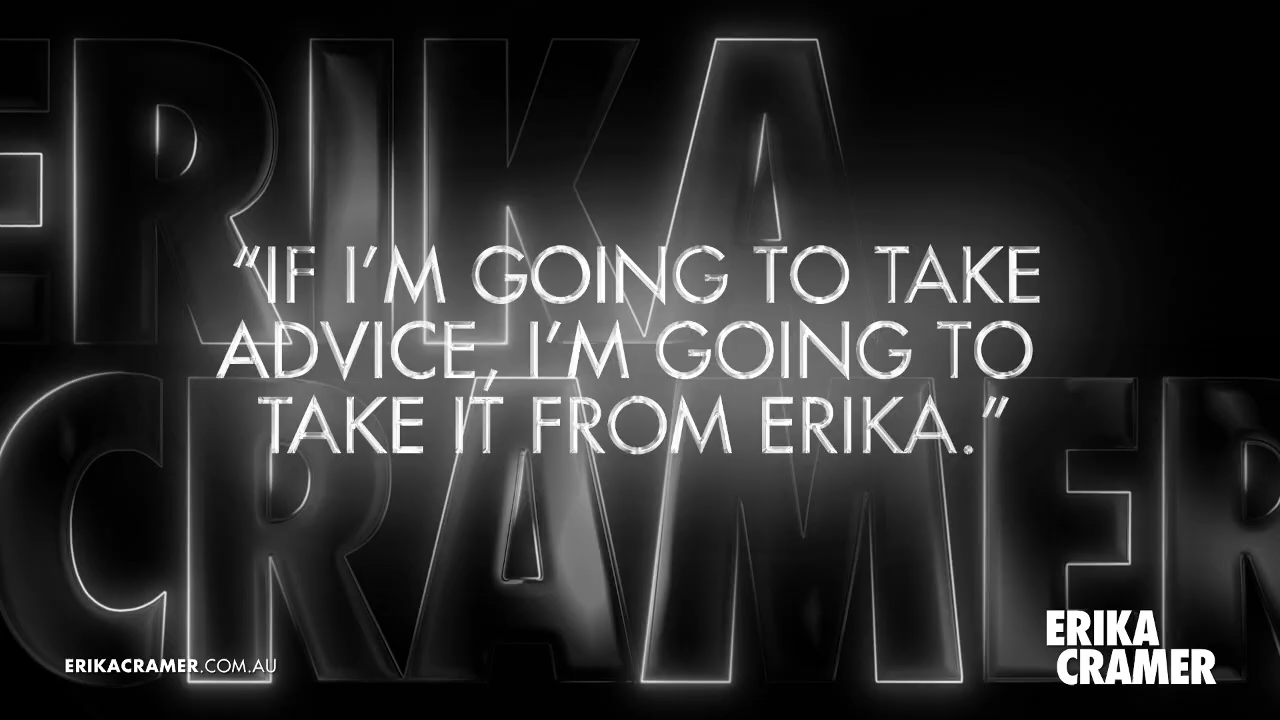 ERIKA
CRAMER
“IF I’M GOING TO TAKE
ADVICE, I’M GOING TO
TAKE IT FROM ERIKA.”
ERIKACRAMER.COM.AU
ERIKA
CRAMER